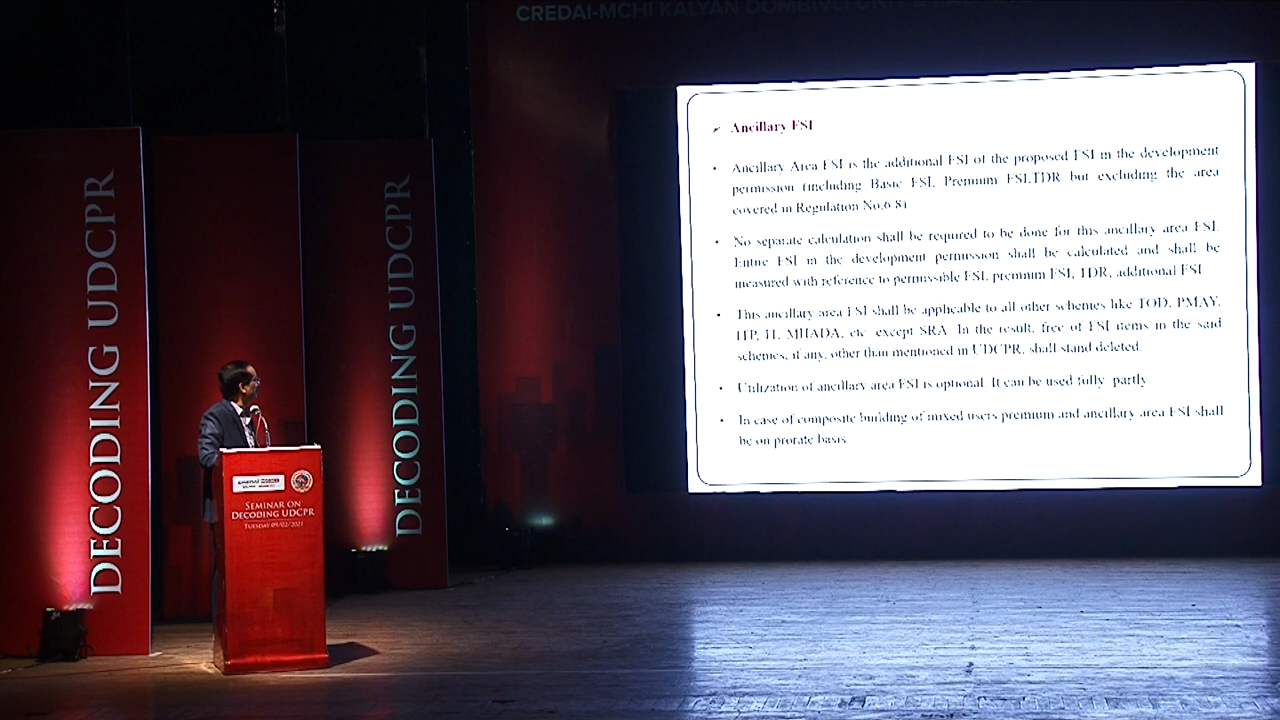 CREDAI-MCHI KALYAN DOMBIVLI UNIT &
DECODING UDCPR
DECODING UDCPR
SEMINAR ON
DECODING UDCPR
TUESDAY 09/02/2021
➢ Ancillary FSI
• Ancillary Area FSI is the additional FSI of the proposed FSI in the development
permission (including Basic FSI, Premium FSI,TDR but excluding the area
covered in Regulation No.6.8)
• No separate calculation shall be required to be done for this ancillary area FSI.
Entire FSI in the development permission shall be calculated and shall be
measured with reference to permissible FSI, premium FSI, TDR, additional FSI
• This ancillary area FSI shall be applicable to all other schemes like TOD, PMAY,
ITP, IT, MHADA, etc. except SRA. In the result, free of FSI items in the said
schemes, if any, other than mentioned in UDCPR, shall stand deleted.
• Utilization of ancillary area FSI is optional. It can be used fully partly
• In case of composite building of mixed users premium and ancillary area FSI shall
be on prorate basis